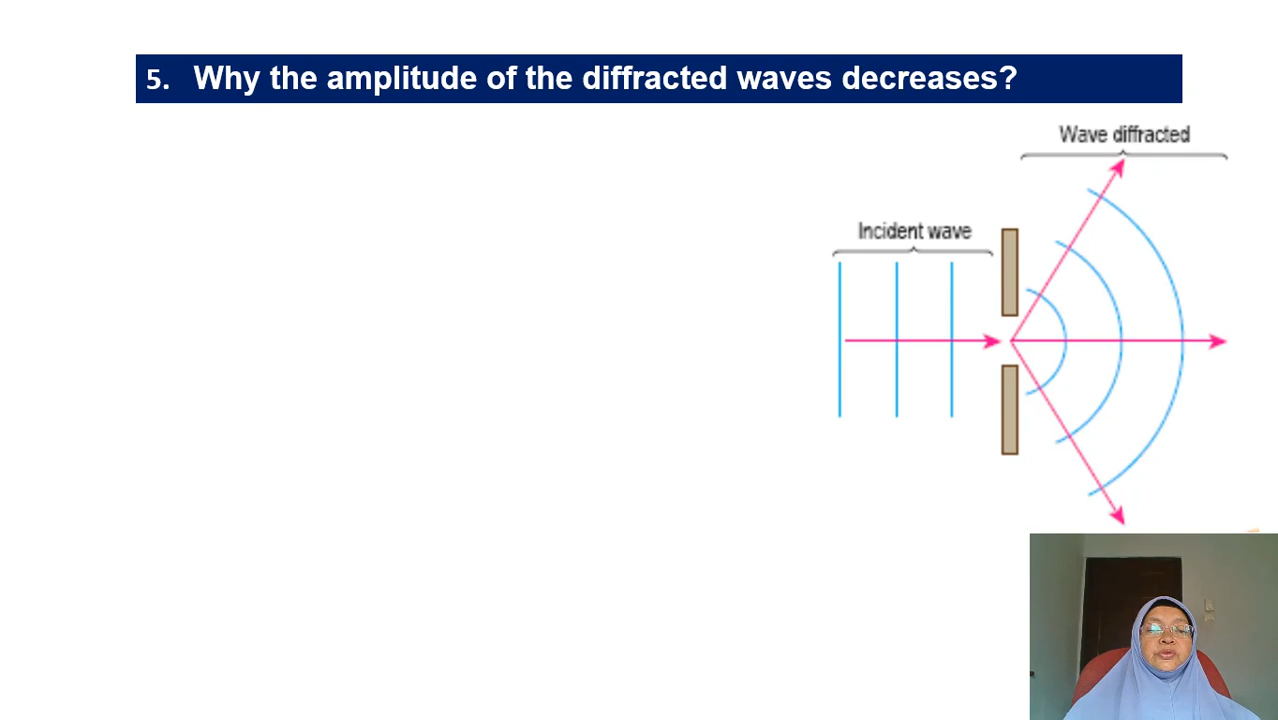 5. Why the amplitude of the diffracted waves decreases?
Wave diffracted
Incident wave